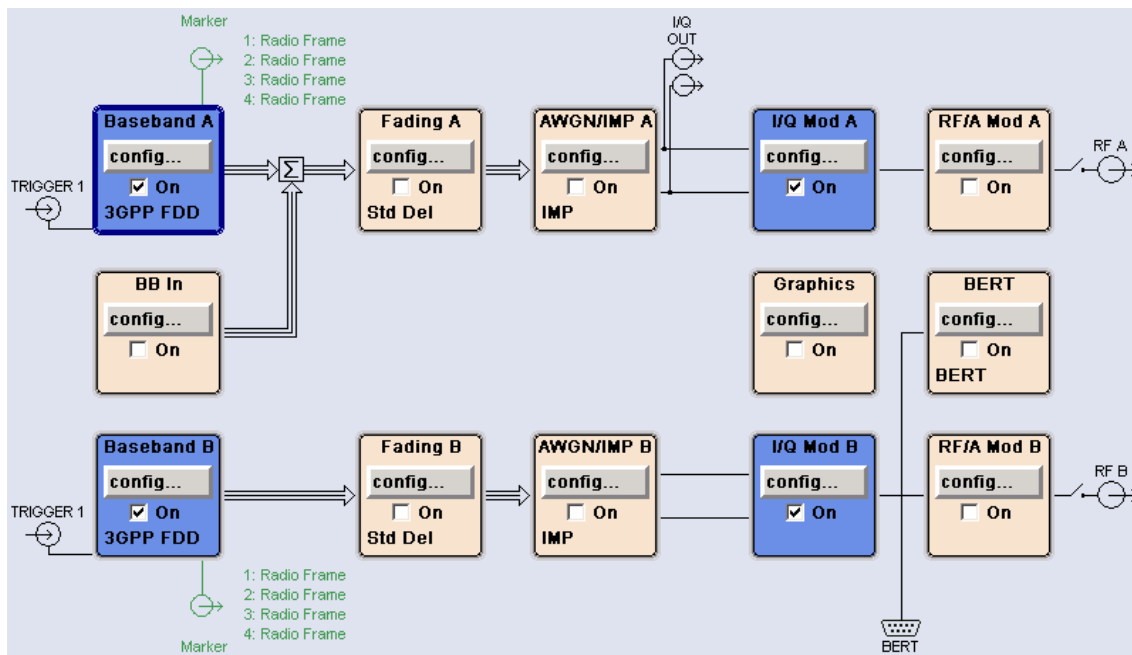 Marker
1: Radio Frame
2: Radio Frame
3: Radio Frame
4: Radio Frame
I/Q
OUT
Baseband A
config...
On
3GPP FDD
TRIGGER 1
Σ
Fading A
config...
On
Std Del
AWGN/IMP A
config...
On
IMP
I/Q Mod A
config...
On
RF/A Mod A
config...
On
RF A
BB In
config...
On
Graphics
config...
On
BERT
config...
On
BERT
Baseband B
config...
On
3GPP FDD
TRIGGER 1
Fading B
config...
On
Std Del
AWGN/IMP B
config...
On
IMP
I/Q Mod B
config...
On
RF/A Mod B
config...
On
RF B
1: Radio Frame
2: Radio Frame
3: Radio Frame
4: Radio Frame
Marker
BERT